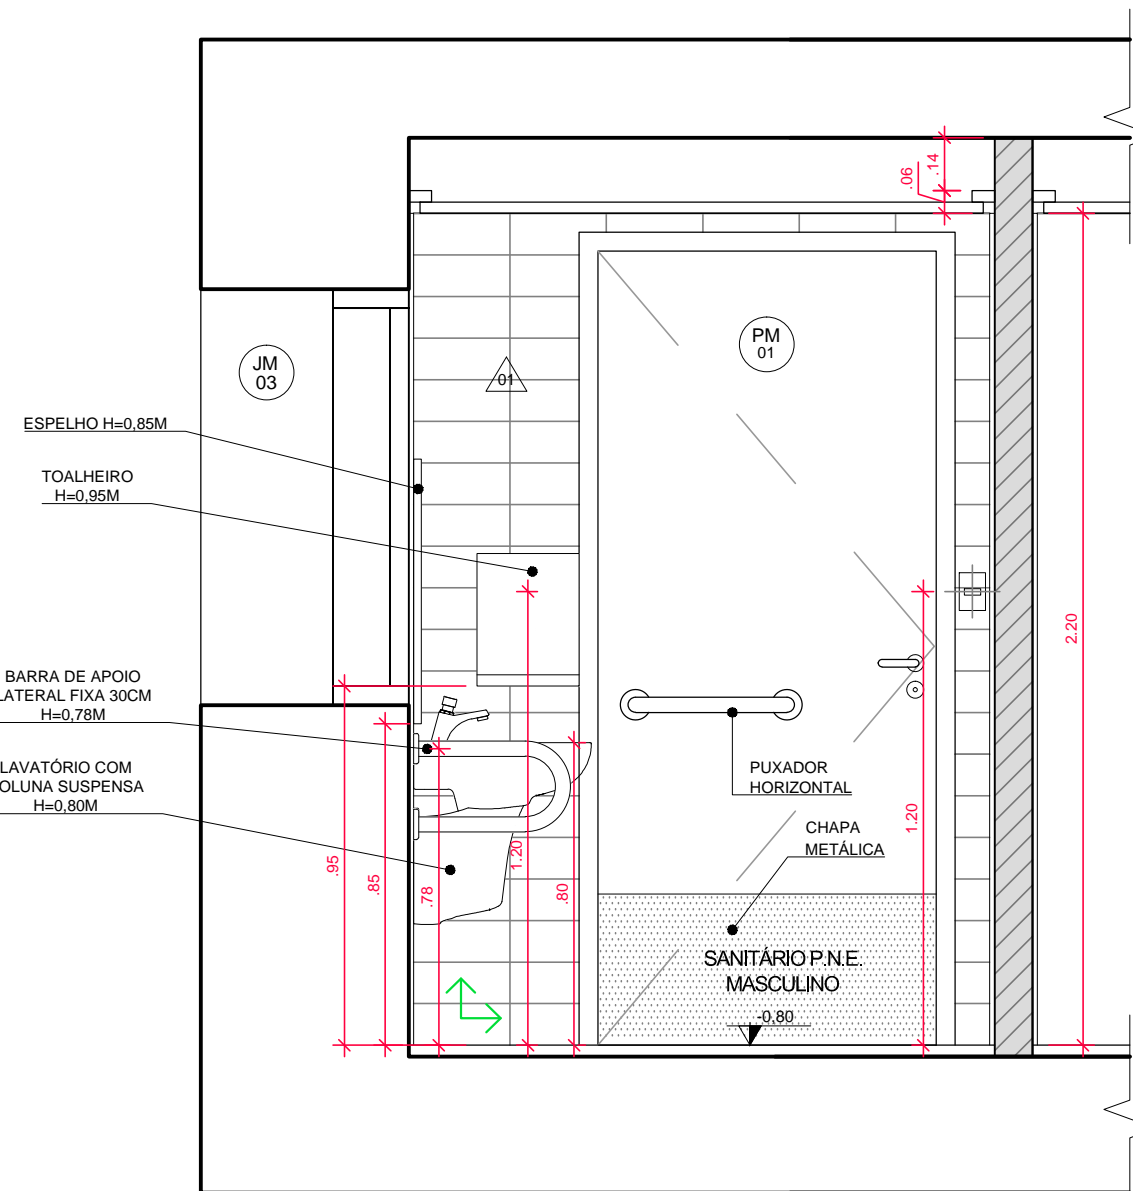 .06
.14
PM
01
JM
03
01
ESPELHO H=0,85M
TOALHEIRO
H=0,95M
2.20
BARRA DE APOIO
LATERAL FIXA 30CM
H=0,78M
LAVATÓRIO COM
OLUNA SUSPENSA
H=0,80M
PUXADOR
HORIZONTAL
CHAPA
METÁLICA
1.20
.95
.85
.78
1.20
.80
SANITÁRIO P.N.E.
MASCULINO
-0,80